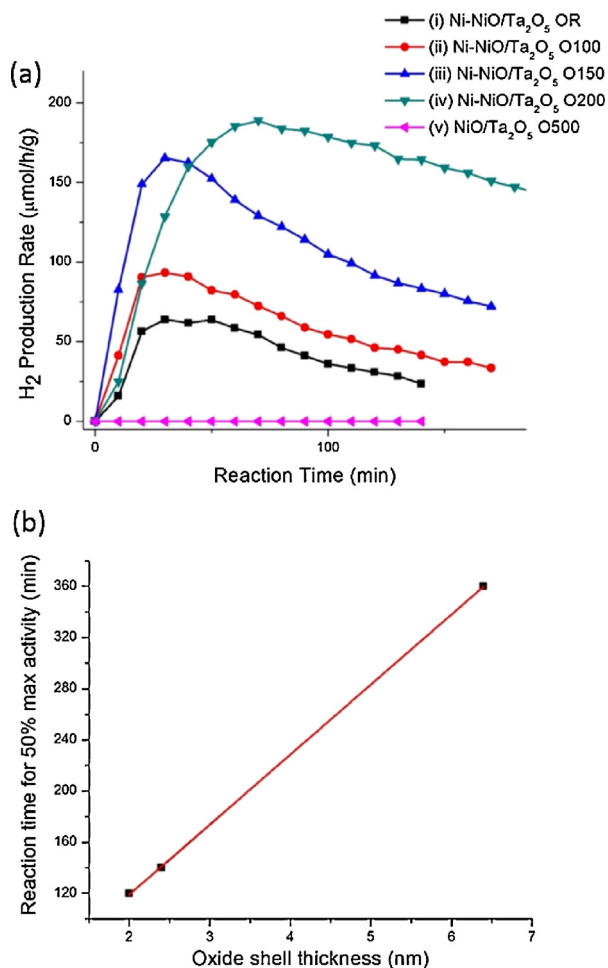 (i) Ni-NiO/Ta₂O₅ OR
(ii) Ni-NiO/Ta₂O₅ O100
(iii) Ni-NiO/Ta₂O₅ O150
(iv) Ni-NiO/Ta₂O₅ O200
(v) NiO/Ta₂O₅ O500
(a)
H₂ Production Rate (μmol/h/g)
200
150
100
50
0
0
100
Reaction Time (min)
(b)
Reaction time for 50% max activity (min)
360
320
280
240
200
160
120
2
3
4
5
6
7
Oxide shell thickness (nm)